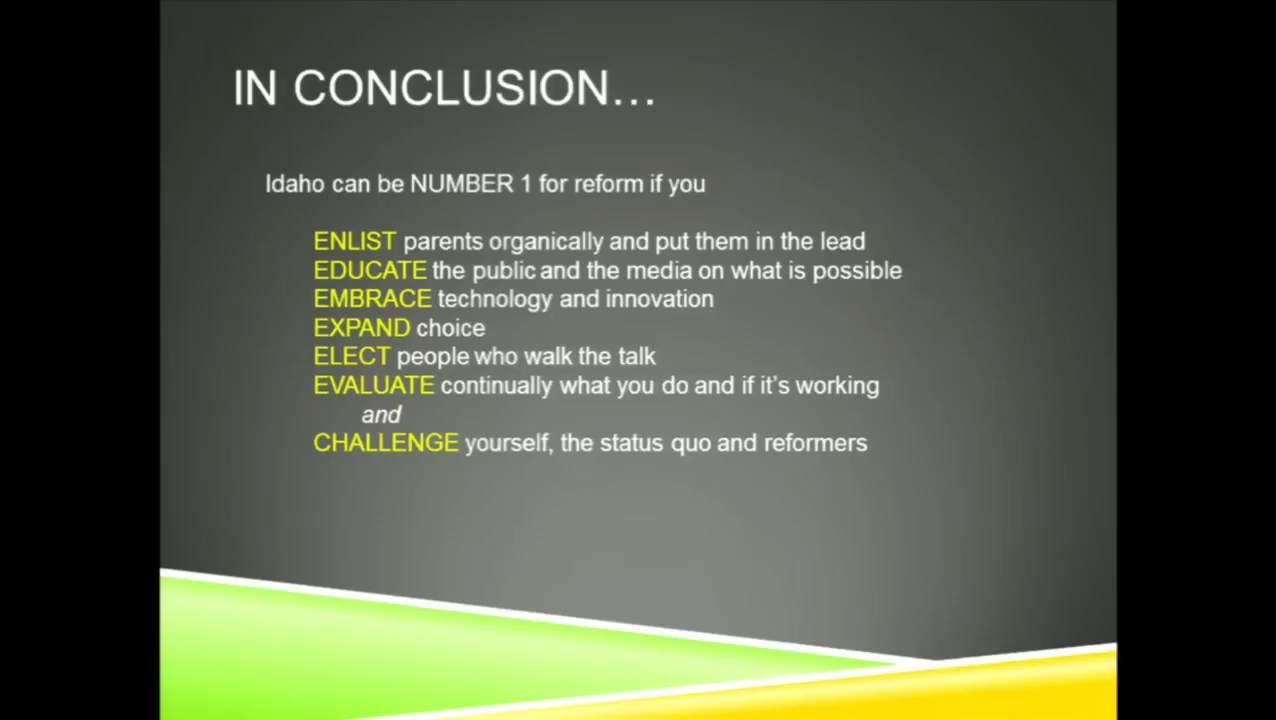 IN CONCLUSION…
Idaho can be NUMBER 1 for reform if you
ENLIST parents organically and put them in the lead
EDUCATE the public and the media on what is possible
EMBRACE technology and innovation
EXPAND choice
ELECT people who walk the talk
EVALUATE continually what you do and if it’s working
and
CHALLENGE yourself, the status quo and reformers